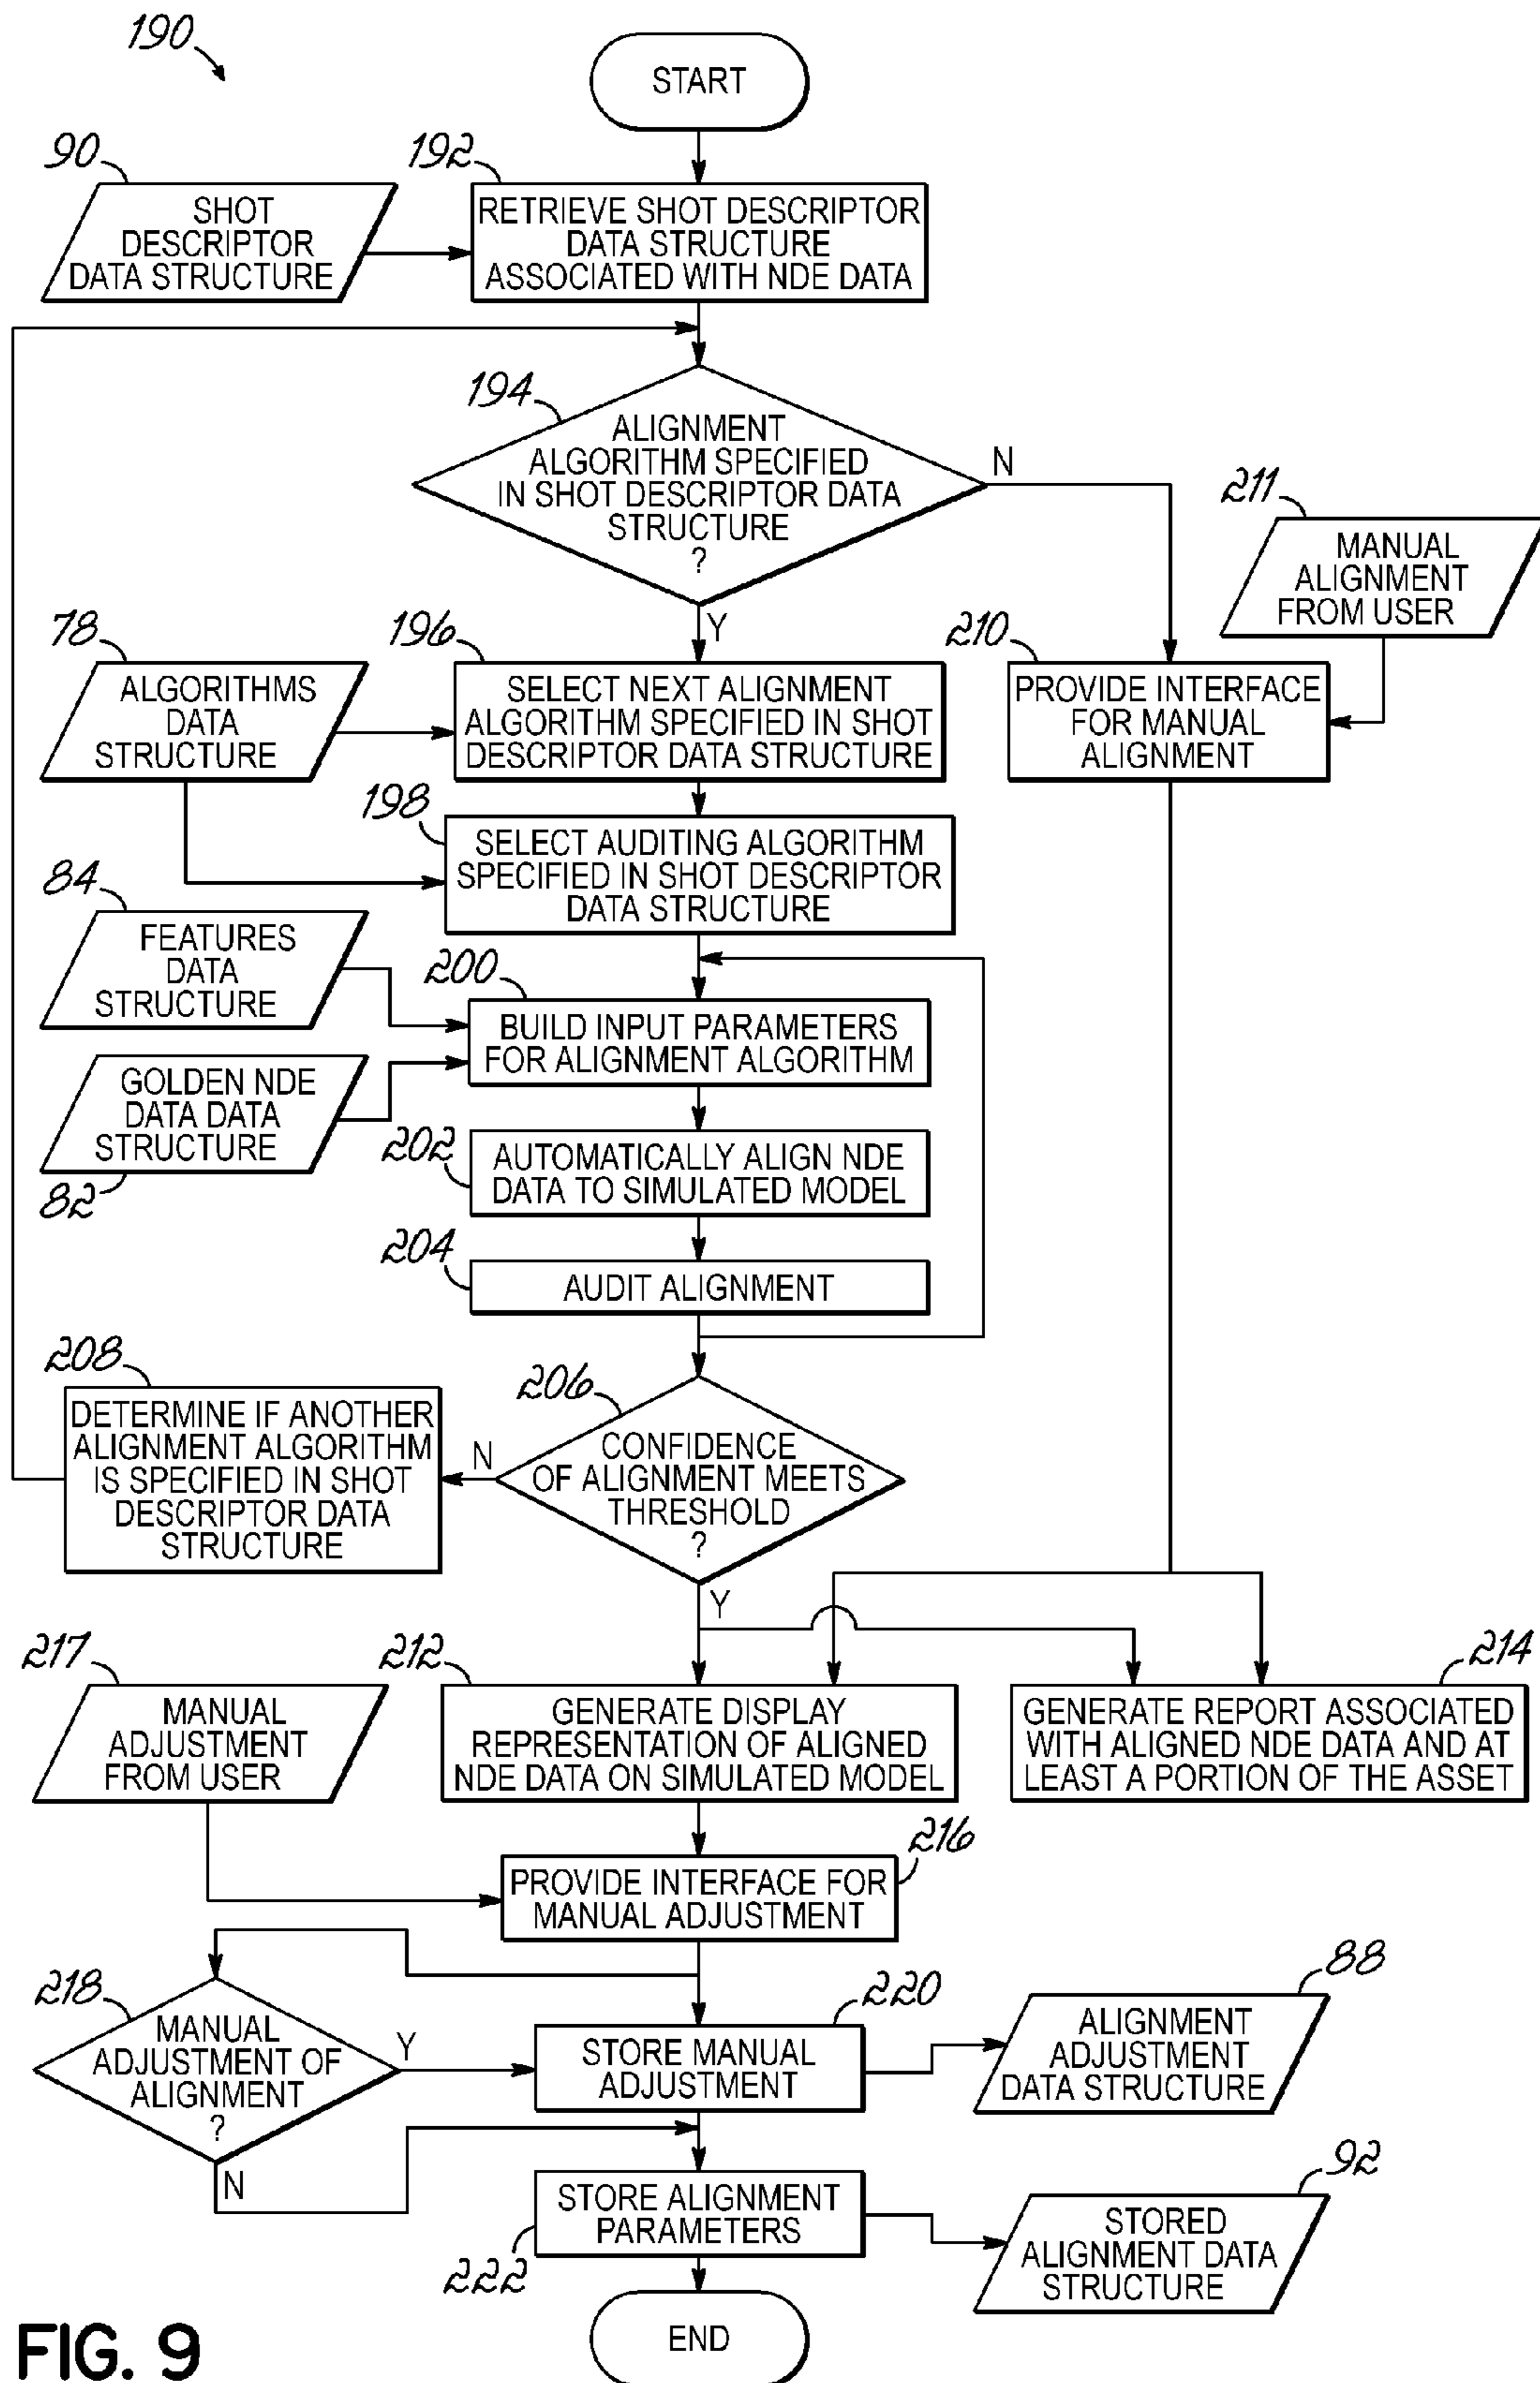 190
START
90
SHOT
DESCRIPTOR
DATA STRUCTURE
192
RETRIEVE SHOT DESCRIPTOR
DATA STRUCTURE
ASSOCIATED WITH NDE DATA
194
ALIGNMENT
ALGORITHM SPECIFIED
IN SHOT DESCRIPTOR DATA
STRUCTURE
?
N
Y
211
MANUAL
ALIGNMENT
FROM USER
78
ALGORITHMS
DATA
STRUCTURE
196
SELECT NEXT ALIGNMENT
ALGORITHM SPECIFIED IN SHOT
DESCRIPTOR DATA STRUCTURE
210
PROVIDE INTERFACE
FOR MANUAL
ALIGNMENT
198
SELECT AUDITING ALGORITHM
SPECIFIED IN SHOT DESCRIPTOR
DATA STRUCTURE
84
FEATURES
DATA
STRUCTURE
200
BUILD INPUT PARAMETERS
FOR ALIGNMENT ALGORITHM
GOLDEN NDE
DATA DATA
STRUCTURE
82
202
AUTOMATICALLY ALIGN NDE
DATA TO SIMULATED MODEL
204
AUDIT ALIGNMENT
208
DETERMINE IF ANOTHER
ALIGNMENT ALGORITHM
IS SPECIFIED IN SHOT
DESCRIPTOR DATA
STRUCTURE
206
N
CONFIDENCE
OF ALIGNMENT MEETS
THRESHOLD
?
Y
217
MANUAL
ADJUSTMENT
FROM USER
212
GENERATE DISPLAY
REPRESENTATION OF ALIGNED
NDE DATA ON SIMULATED MODEL
214
GENERATE REPORT ASSOCIATED
WITH ALIGNED NDE DATA AND AT
LEAST A PORTION OF THE ASSET
216
PROVIDE INTERFACE FOR
MANUAL ADJUSTMENT
218
MANUAL
ADJUSTMENT OF
ALIGNMENT
?
Y
N
220
STORE MANUAL
ADJUSTMENT
88
ALIGNMENT
ADJUSTMENT
DATA STRUCTURE
STORE ALIGNMENT
PARAMETERS
222
92
STORED
ALIGNMENT DATA
STRUCTURE
END
FIG. 9